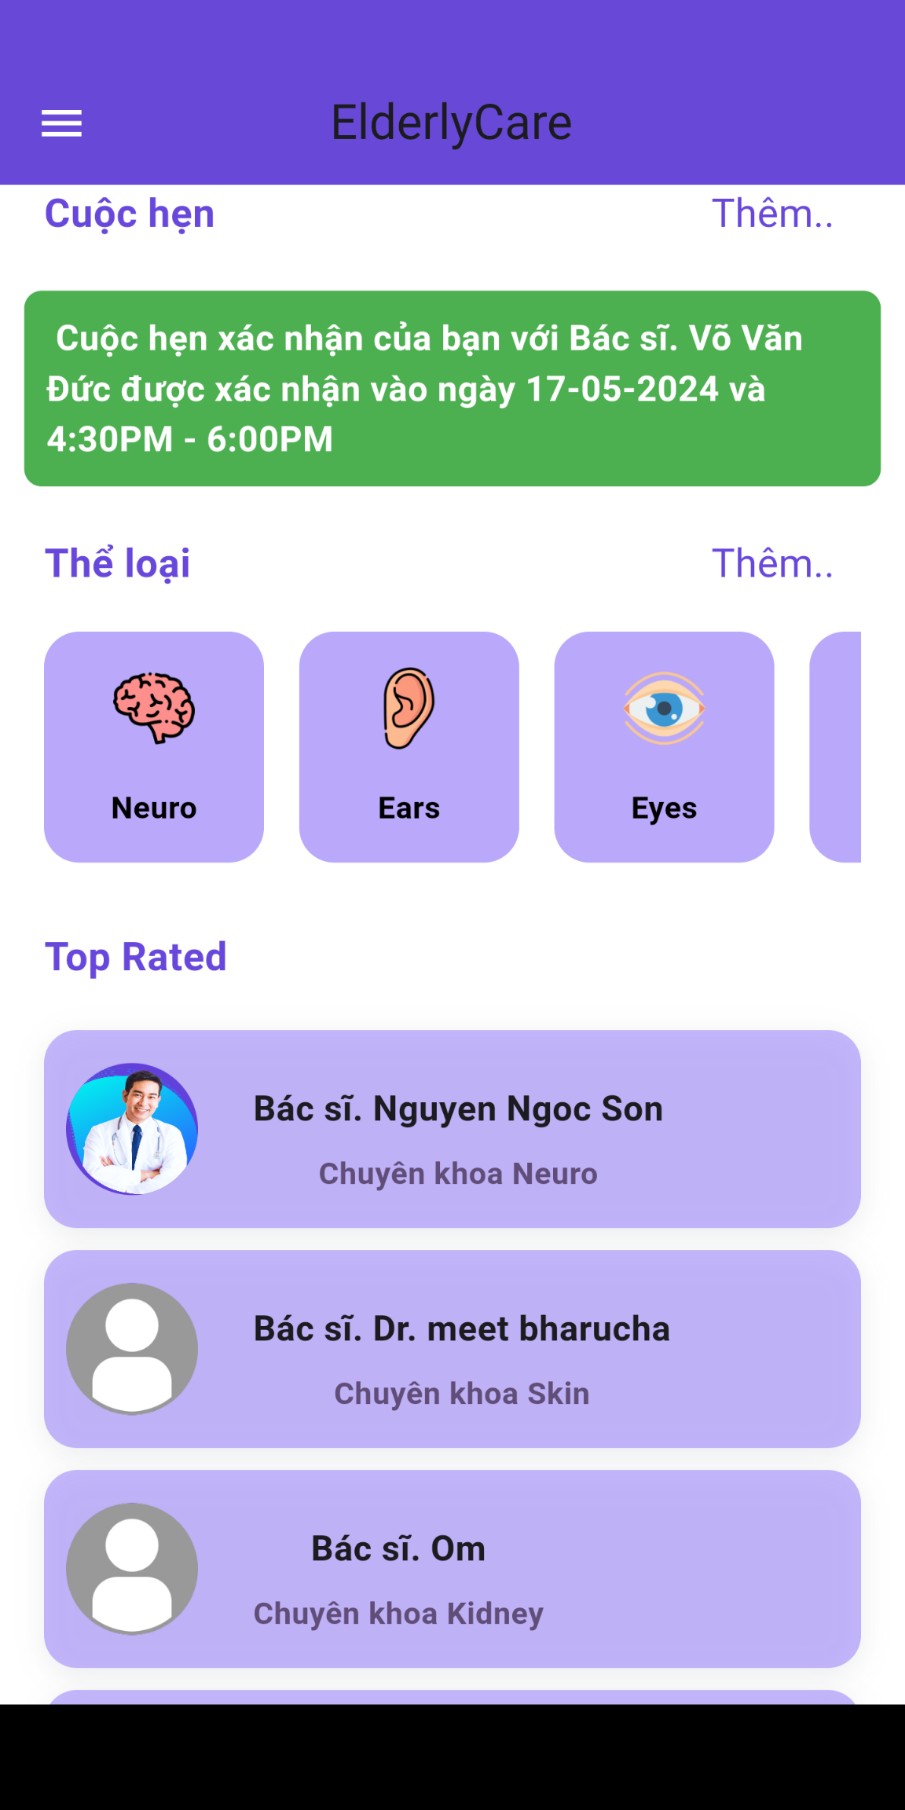 ElderlyCare
Cuộc hẹn
Thêm..
Cuộc hẹn xác nhận của bạn với Bác sĩ. Võ Văn
Đức được xác nhận vào ngày 17-05-2024 và
4:30PM - 6:00PM
Thể loại
Thêm..
Neuro
Ears
Eyes
Top Rated
Bác sĩ. Nguyen Ngoc Son
Chuyên khoa Neuro
Bác sĩ. Dr. meet bharucha
Chuyên khoa Skin
Bác sĩ. Om
Chuyên khoa Kidney